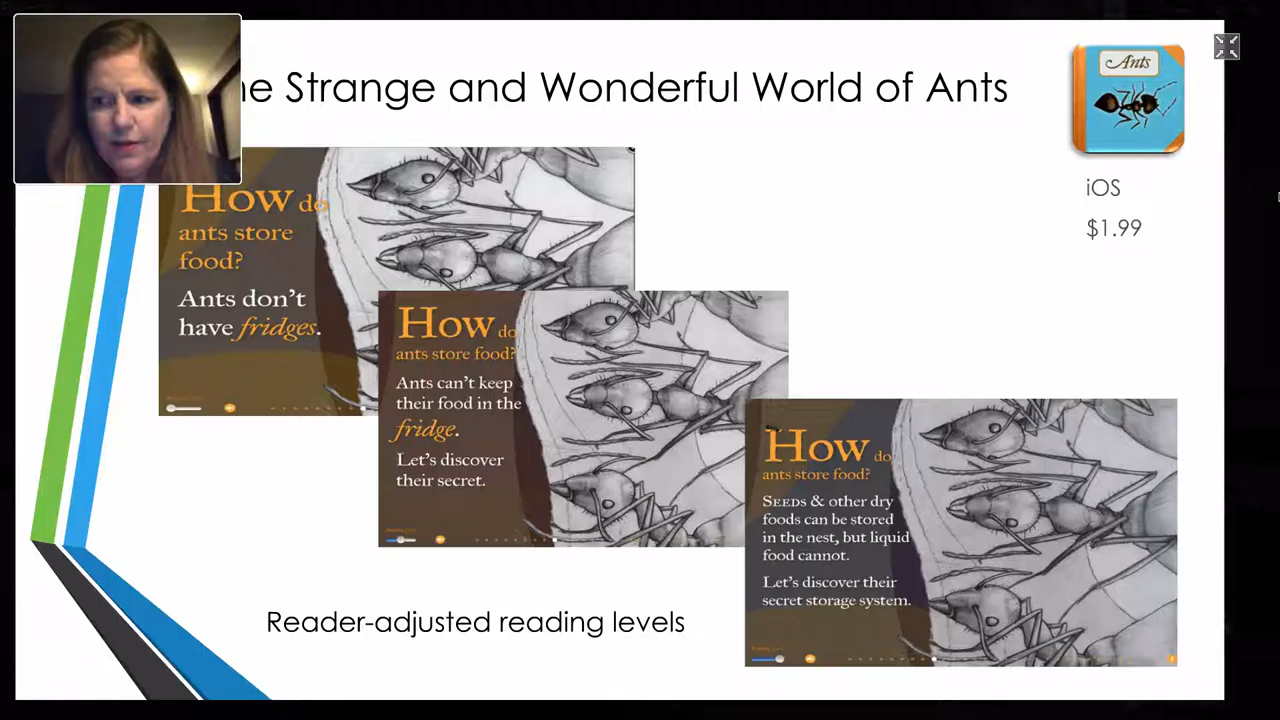 he Strange and Wonderful World of Ants
Ants
iOS
$1.99
How do
ants store
food?
Ants don't
have fridges.
How do
ants store food?
Ants can't keep
their food in the
fridge.
Let's discover
their secret.
How do
ants store food?
SEEDS & other dry
foods can be stored
in the nest, but liquid
food cannot.
Let's discover their
secret storage system.
Reader-adjusted reading levels